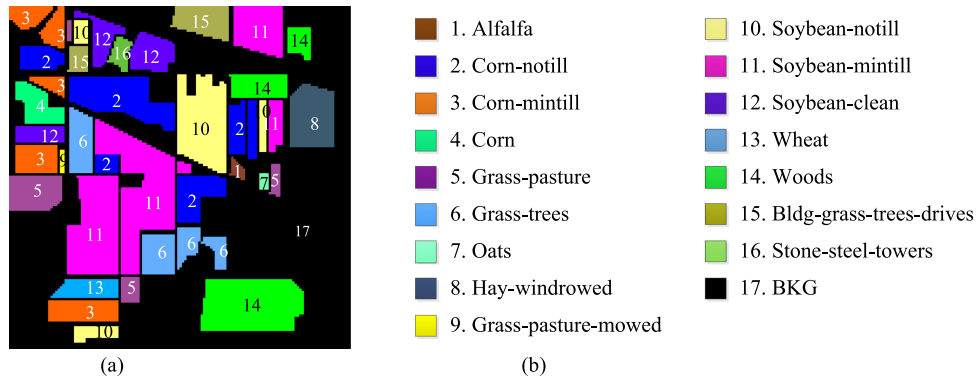 3 15 11
3 10 12 14
2 15 16 12
3 2 14
4 10 2 10 11 8
12 6
3 9 2 1
5 11 2 7 5
11 6 6 6 17
13 5
3 14
10
(a)
1. Alfalfa
2. Corn-notill
3. Corn-mintill
4. Corn
5. Grass-pasture
6. Grass-trees
7. Oats
8. Hay-windrowed
9. Grass-pasture-mowed
10. Soybean-notill
11. Soybean-mintill
12. Soybean-clean
13. Wheat
14. Woods
15. Bldg-grass-trees-drives
16. Stone-steel-towers
17. BKG
(b)